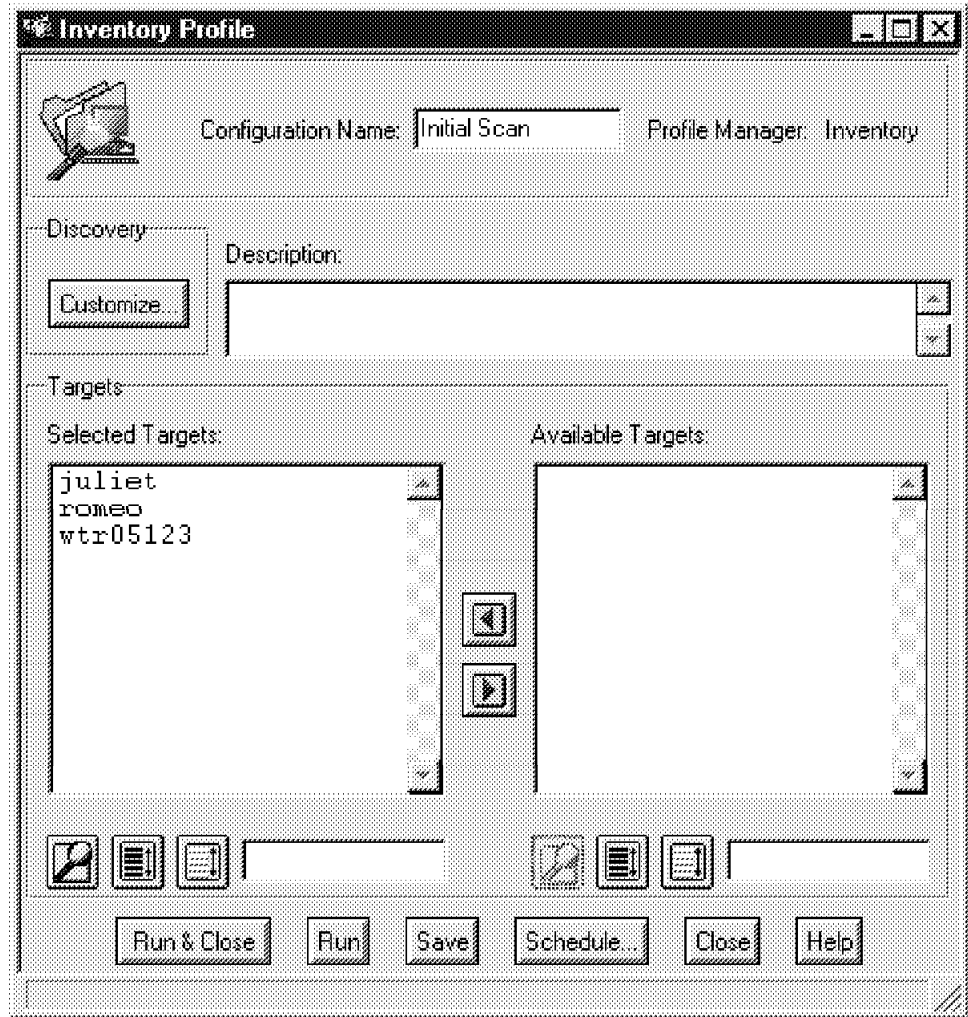 Inventory Profile
Configuration Name: Initial Scan Profile Manager: Inventory
Discovery
Customize...
Description:
Targets
Selected Targets:
Available Targets:
juliet
romeo
wtr05123
Run & Close Run Save Schedule... Close Help